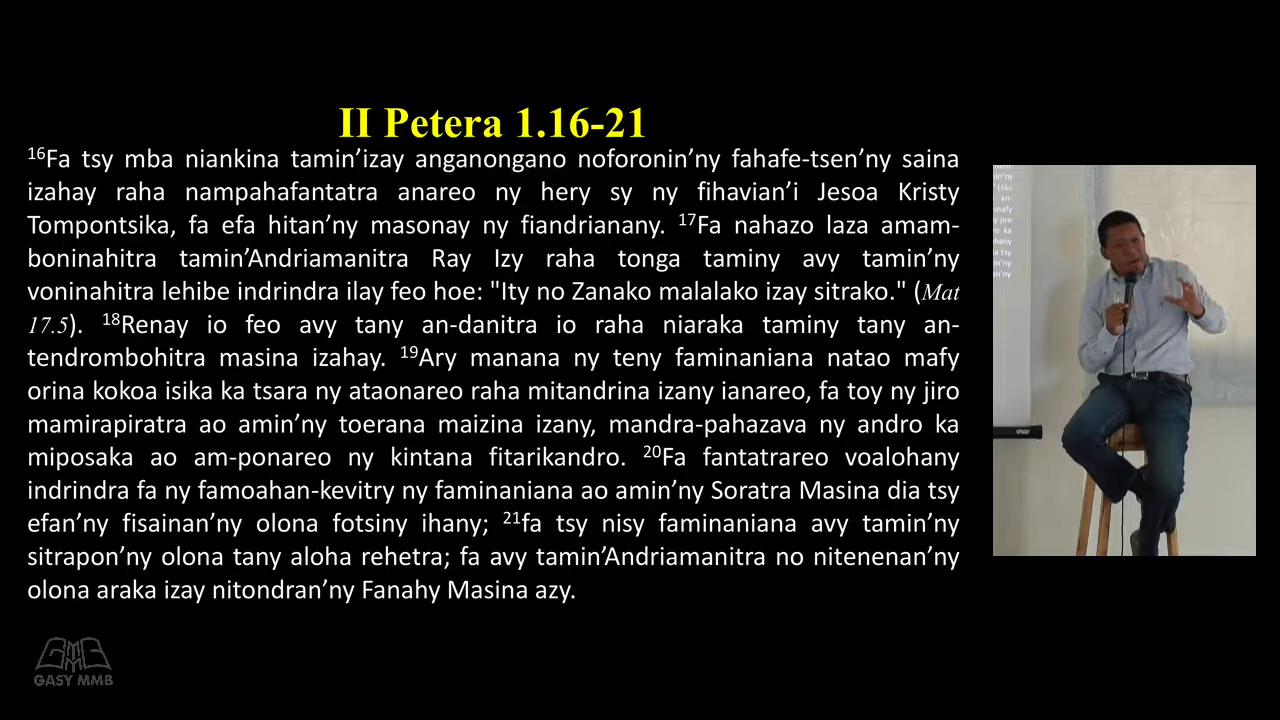 II Petera 1.16-21
16Fa tsy mba niankina tamin’izay anganongano noforonin’ny fahafe-tsen’ny saina
izahay raha nampahafantatra anareo ny hery sy ny fihavian’i Jesoa Kristy
Tompontsika, fa efa hitan’ny masonay ny fiandrianany. 17Fa nahazo laza amam-
boninahitra tamin’Andriamanitra Ray Izy raha tonga taminy avy tamin’ny
voninahitra lehibe indrindra ilay feo hoe: "Ity no Zanako malalako izay sitrako." (Mat
17.5). 18Renay io feo avy tany an-danitra io raha niaraka taminy tany an-
tendrombohitra masina izahay. 19Ary manana ny teny faminaniana natao mafy
orina kokoa isika ka tsara ny ataonareo raha mitandrina izany ianareo, fa toy ny jiro
mamirapiratra ao amin’ny toerana maizina izany, mandra-pahazava ny andro ka
miposaka ao am-ponareo ny kintana fitarikandro. 20Fa fantatrareo voalohany
indrindra fa ny famoahan-kevitry ny faminaniana ao amin’ny Soratra Masina dia tsy
efan’ny fisainan’ny olona fotsiny ihany; 21fa tsy nisy faminaniana avy tamin’ny
sitrapon’ny olona tany aloha rehetra; fa avy tamin’Andriamanitra no nitenenan’ny
olona araka izay nitondran’ny Fanahy Masina azy.
GASY MMB